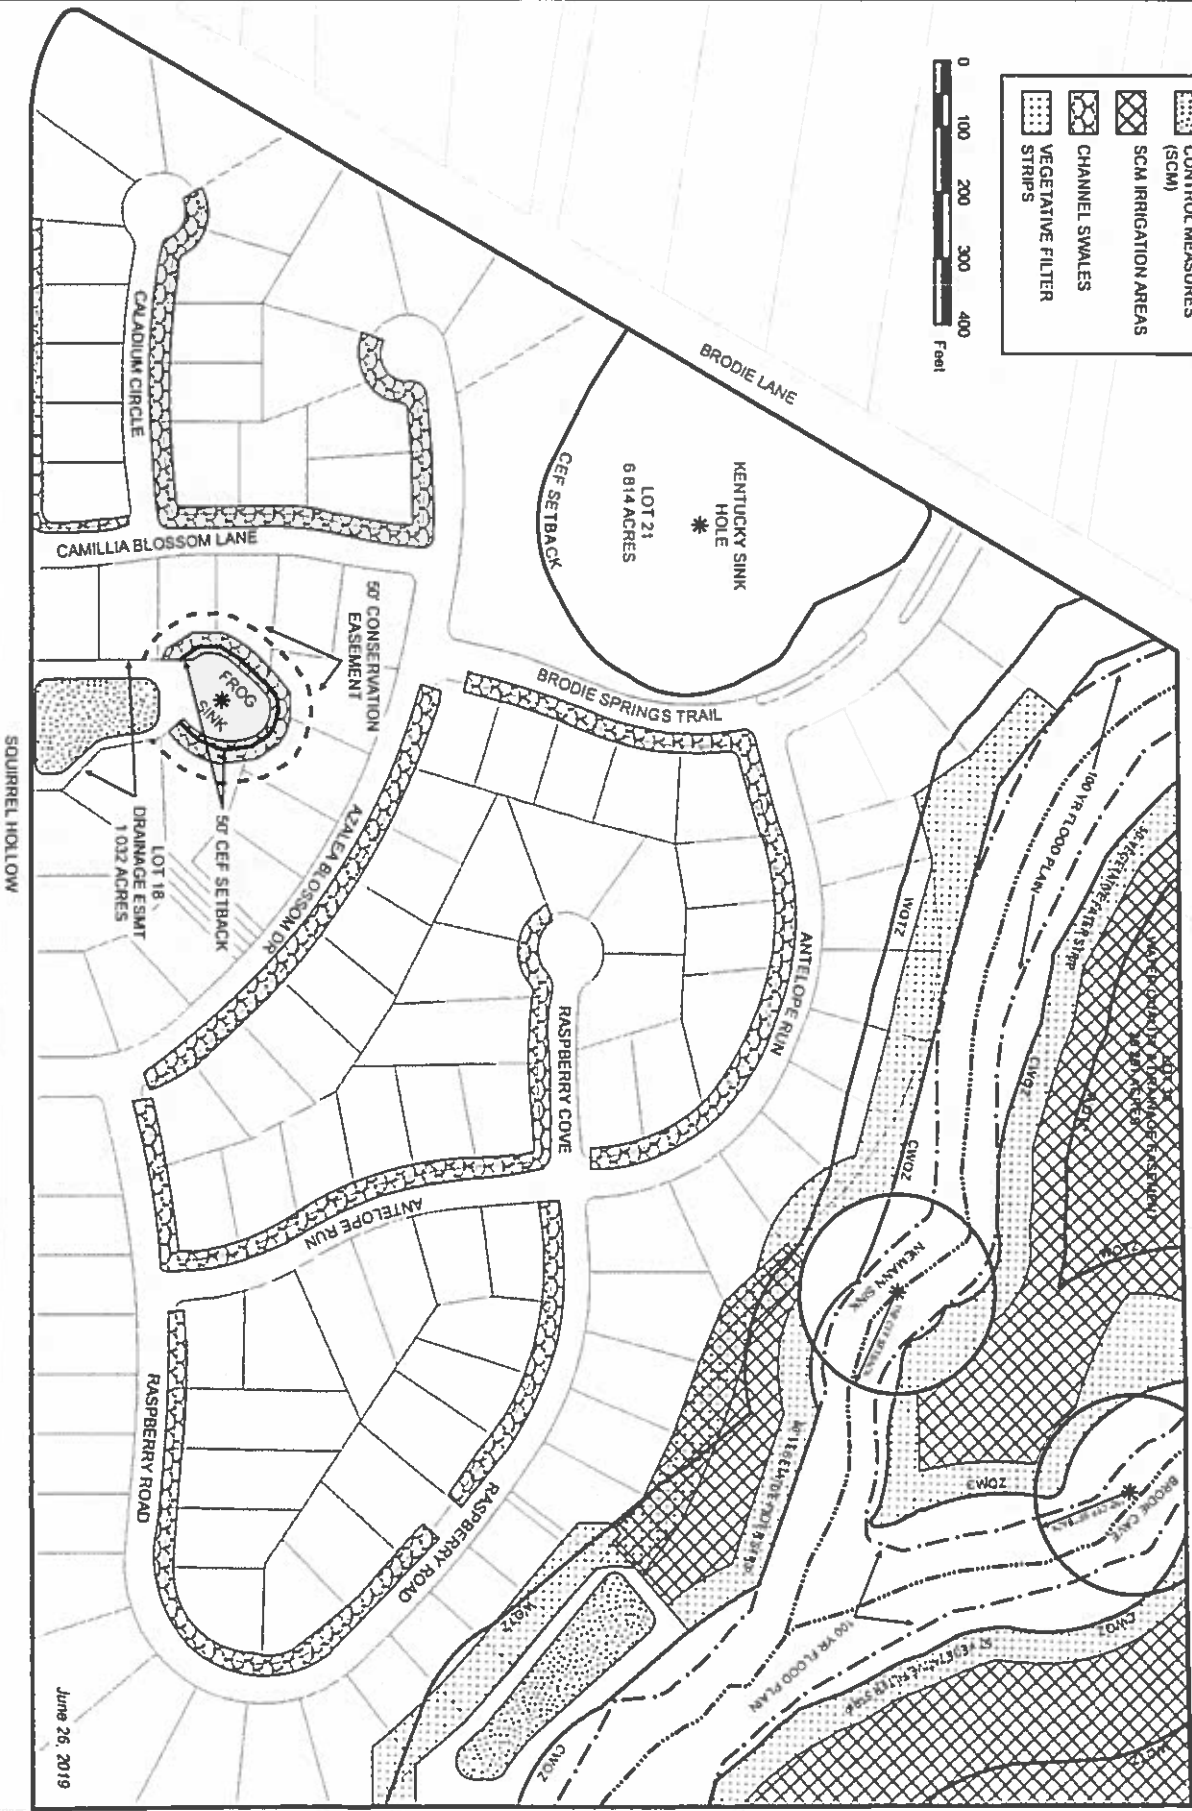 CONTROL MEASURES
(SCM)
SCM IRRIGATION AREAS
CHANNEL SWALES
VEGETATIVE FILTER
STRIPS
0 100 200 300 400
Feet
BRODIE LANE
KENTUCKY SINK
HOLE
LOT 21
6 814 ACRES
CEF SETBACK
CALADIUM CIRCLE
CAMILLIA BLOSSOM LANE
50' CONSERVATION
EASEMENT
FROG
SINK
50' CEF SETBACK
LOT 18
DRAINAGE ESMT
1 032 ACRES
SQUIRREL HOLLOW
AZALEA BLOSSOM DR
BRODIE SPRINGS TRAIL
ANTELOPE RUN
RASPBERRY COVE
ANTELOPE RUN
RASPBERRY ROAD
RASPBERRY ROAD
WQTZ
CWQZ
100 YR FLOOD PLAIN
CWQZ
NIEMANN SINK
CWQZ
BRODIE CAVE
CWQZ
100 YR FLOOD PLAIN
WQTZ
CWQZ
June 26, 2019